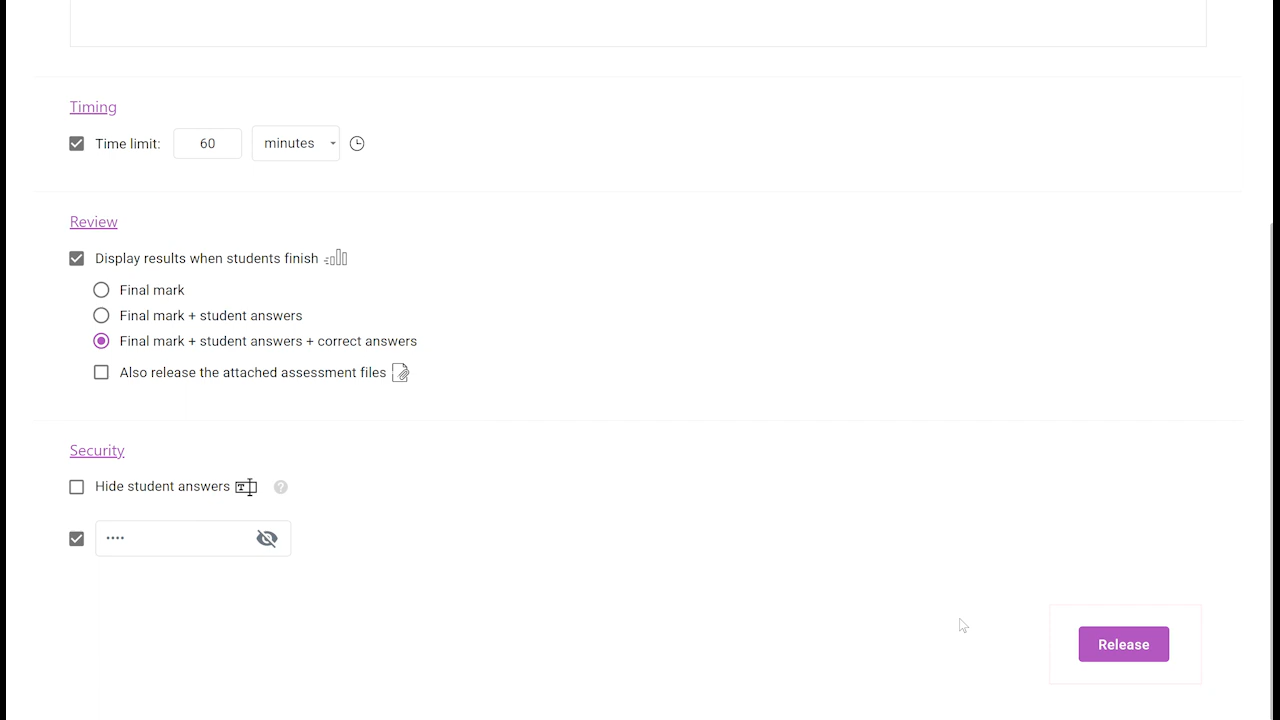 Timing
Time limit: 60 minutes
Review
Display results when students finish
Final mark
Final mark + student answers
Final mark + student answers + correct answers
Also release the attached assessment files
Security
Hide student answers ?
••••
Release